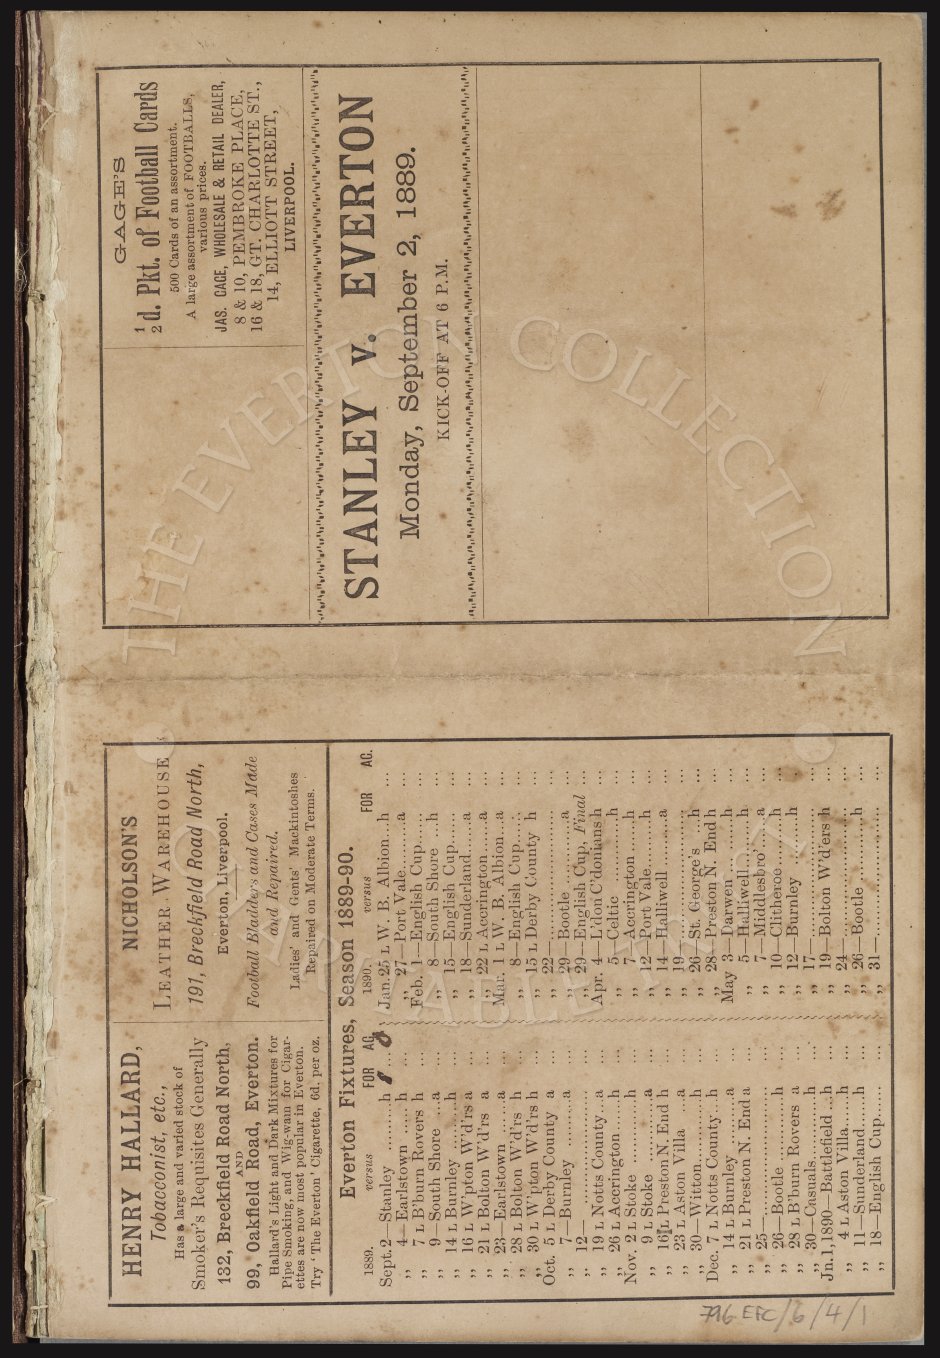 HENRY HALLARD,
Tobacconist, etc.,
Has a large and varied stock of
Smoker's Requisites Generally
132, Breckfield Road North,
AND
99, Oakfield Road, Everton.
Hallard's Light and Dark Mixtures for
Pipe Smoking, and Wig-wam for Cigar-
ettes are now most popular in Everton.
Try 'The Everton' Cigarette, 6d. per oz.
NICHOLSON'S
LEATHER WAREHOUSE
191, Breckfield Road North,
Everton, Liverpool.
Football Bladders and Cases Made
and Repaired.
Ladies' and Gents' Mackintoshes
Repaired on Moderate Terms.
Everton Fixtures, Season 1889-90.
1889. versus FOR AG.
Sept. 2—Stanley ..........h ...
,, 4—Earlstown ........ h ...
,, 7 L B'burn Rovers h ...
,, 9—South Shore ...a ...
,, 14 L Burnley ..........h ...
,, 16 L W'pton W'd'rs a ...
,, 21 L Bolton W'd'rs a ...
,, 23—Earlstown ........a ...
,, 28 L Bolton W'd'rs h ...
,, 30 L W'pton W'd'rs h ...
Oct. 5 L Derby County a ...
,, 7—Burnley ..........a ...
,, 12—...................... ...
,, 19 L Notts County...a ...
,, 26 L Accrington ......h ...
Nov. 2 L Stoke ............h ...
,, 9 L Stoke ............a ...
,, 16 L Preston N. End h ...
,, 23 L Aston Villa ...a ...
,, 30—Witton............h ...
Dec. 7 L Notts County...h ...
,, 14 L Burnley ..........a ...
,, 21 L Preston N. End a ...
,, 25—...................... ...
,, 26—Bootle ............h ...
,, 28 L B'burn Rovers a ...
,, 30—Casuals............h ...
Jn. 1, 1890—Battlefield ...h ...
,, 4 L Aston Villa......h ...
,, 11—Sunderland......h ...
,, 18—English Cup...... ...
1890. versus FOR AG.
Jan. 25 L W. B. Albion...h ...
,, 27—Port Vale.........a ...
Feb. 1—English Cup...... ...
,, 8—South Shore ...h ...
,, 15—English Cup...... ...
,, 18—Sunderland......a ...
,, 22 L Accrington......a ...
Mar. 1 L W. B. Albion...a ...
,, 8—English Cup...... ...
,, 15 L Derby County h ...
,, 22—...................... ...
,, 29—Bootle ............a ...
,, 29—English Cup, Final ...
Apr. 4—L'don C'donians h ...
,, 5—Celtic ............h ...
,, 7—Accrington ......h ...
,, 12—Port Vale.........h ...
,, 14—Halliwell .........a ...
,, 19—...................... ...
,, 26—St. George's ...h ...
,, 28—Preston N. End h ...
May 3—Darwen .........h ...
,, 5—Halliwell.........h ...
,, 7—Middlesbro'......a ...
,, 10—Clitheroe.........h ...
,, 12—Burnley .........h ...
,, 17—...................... ...
,, 19—Bolton W'd'ers h ...
,, 24—...................... ...
,, 26—Bootle ............h ...
,, 31—...................... ...
GAGE'S
½d. Pkt. of Football Cards
500 Cards of an assortment.
A large assortment of FOOTBALLS,
various prices.
JAS. GAGE, WHOLESALE & RETAIL DEALER,
8 & 10, PEMBROKE PLACE,
16 & 18, GT. CHARLOTTE ST.,
14, ELLIOTT STREET,
LIVERPOOL.
STANLEY v. EVERTON
Monday, September 2, 1889.
KICK-OFF AT 6 P.M.
796 EFC/6/4/1
THE EVERTON COLLECTION